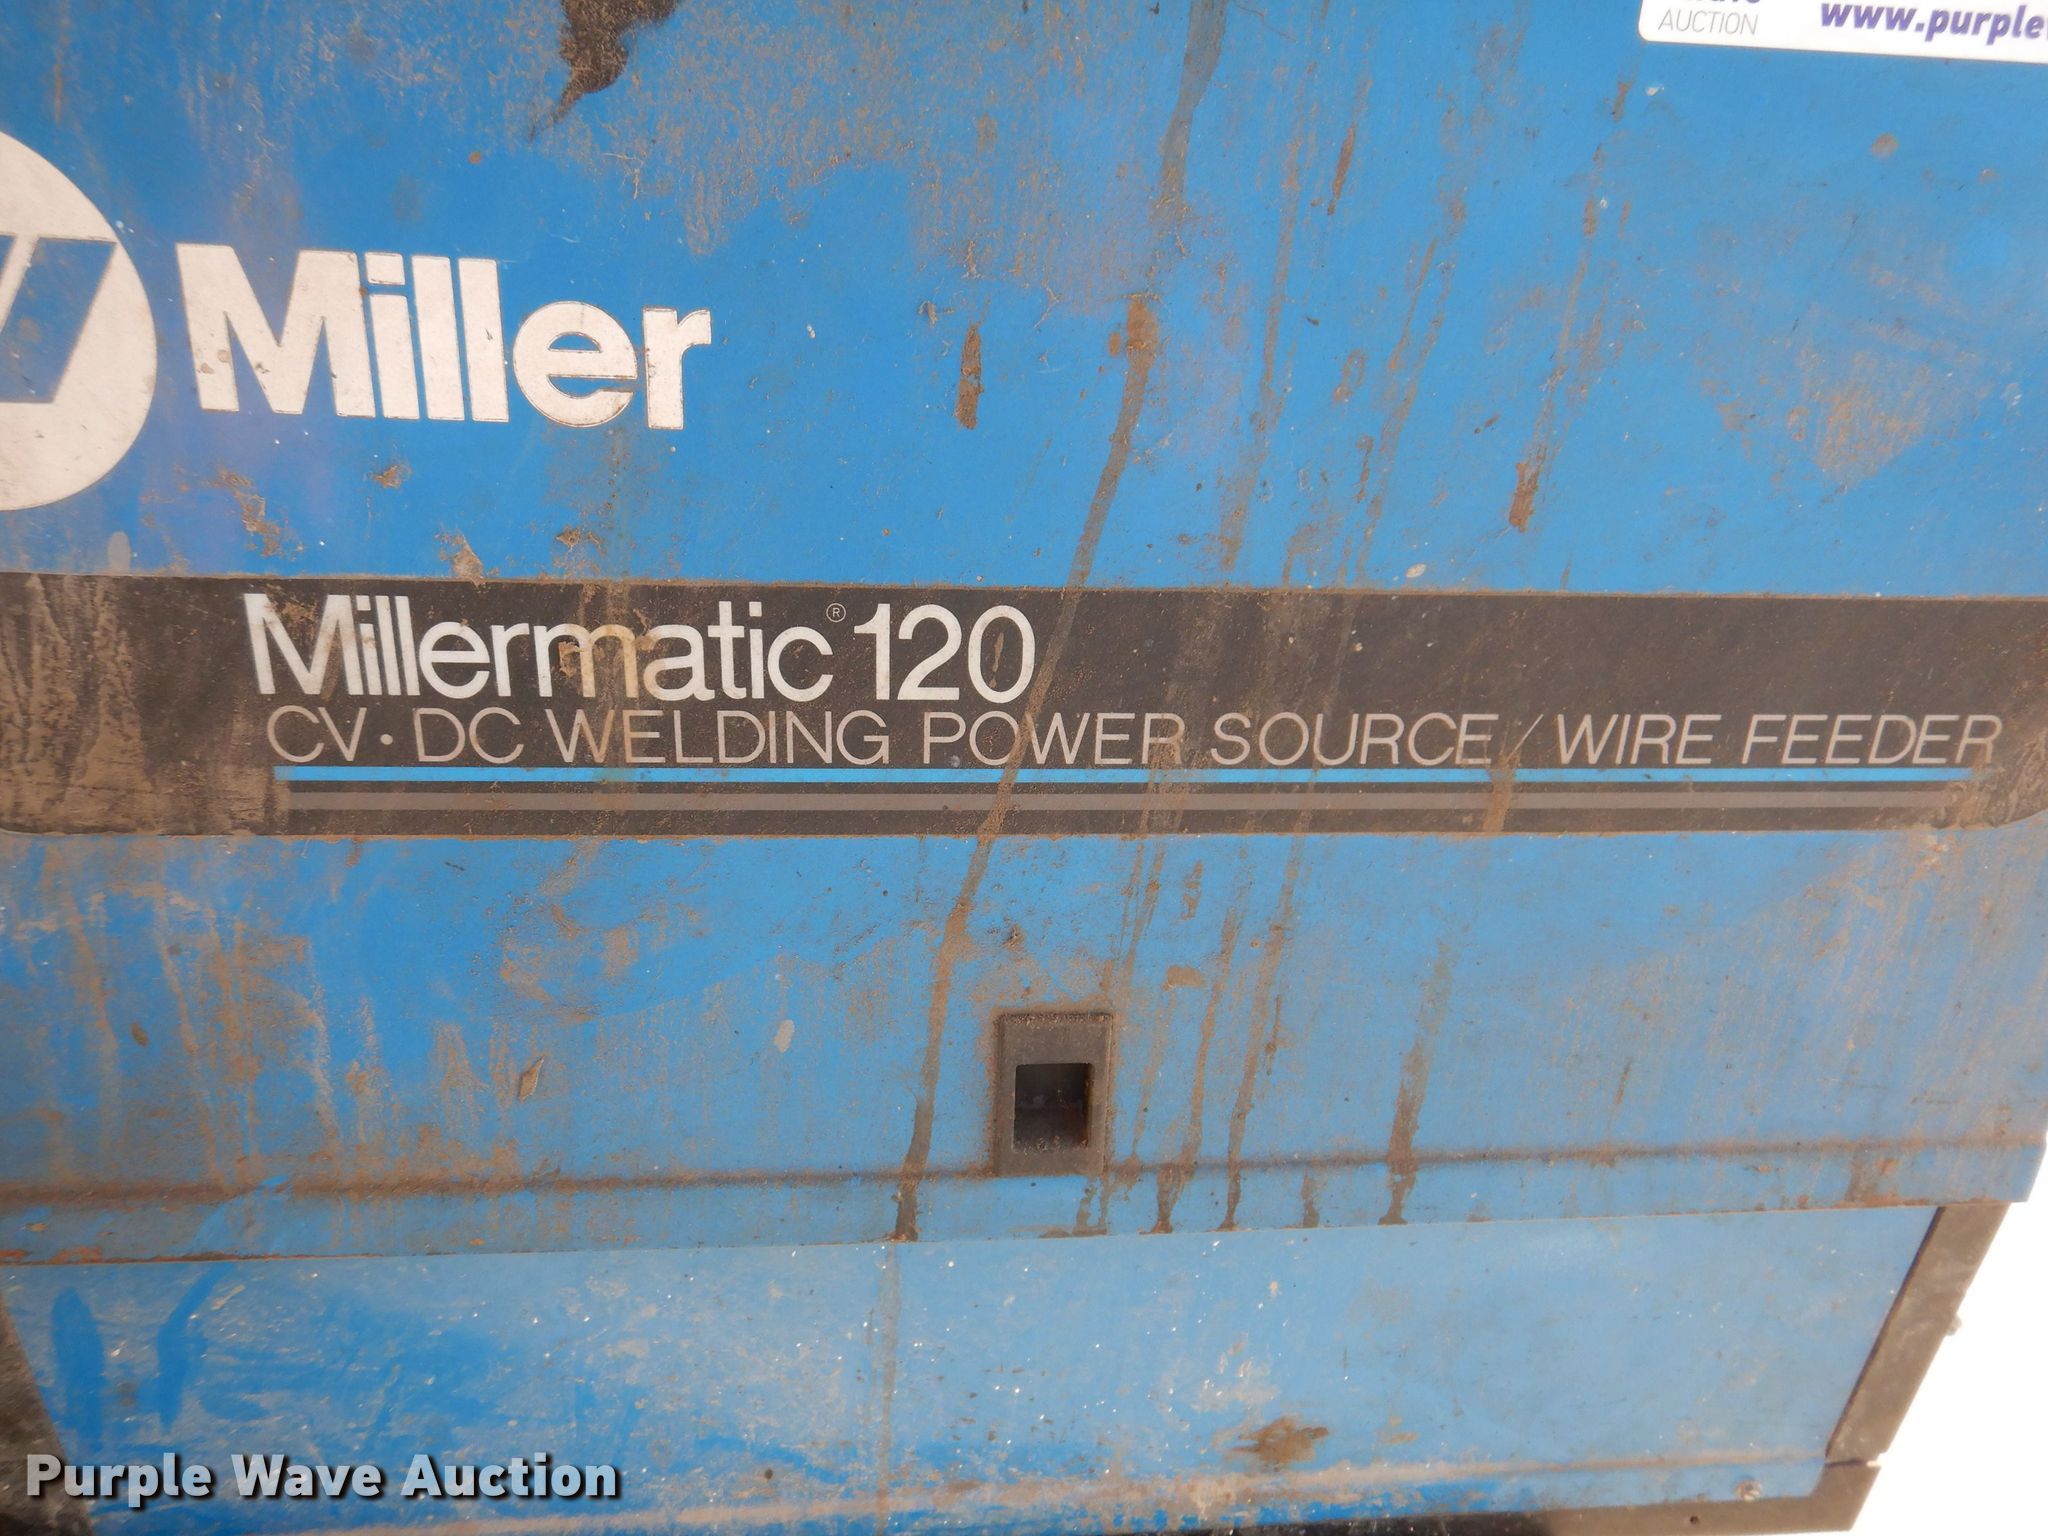 AUCTION
www.purple
Miller
Millermatic® 120
CV · DC WELDING POWER SOURCE / WIRE FEEDER
Purple Wave Auction